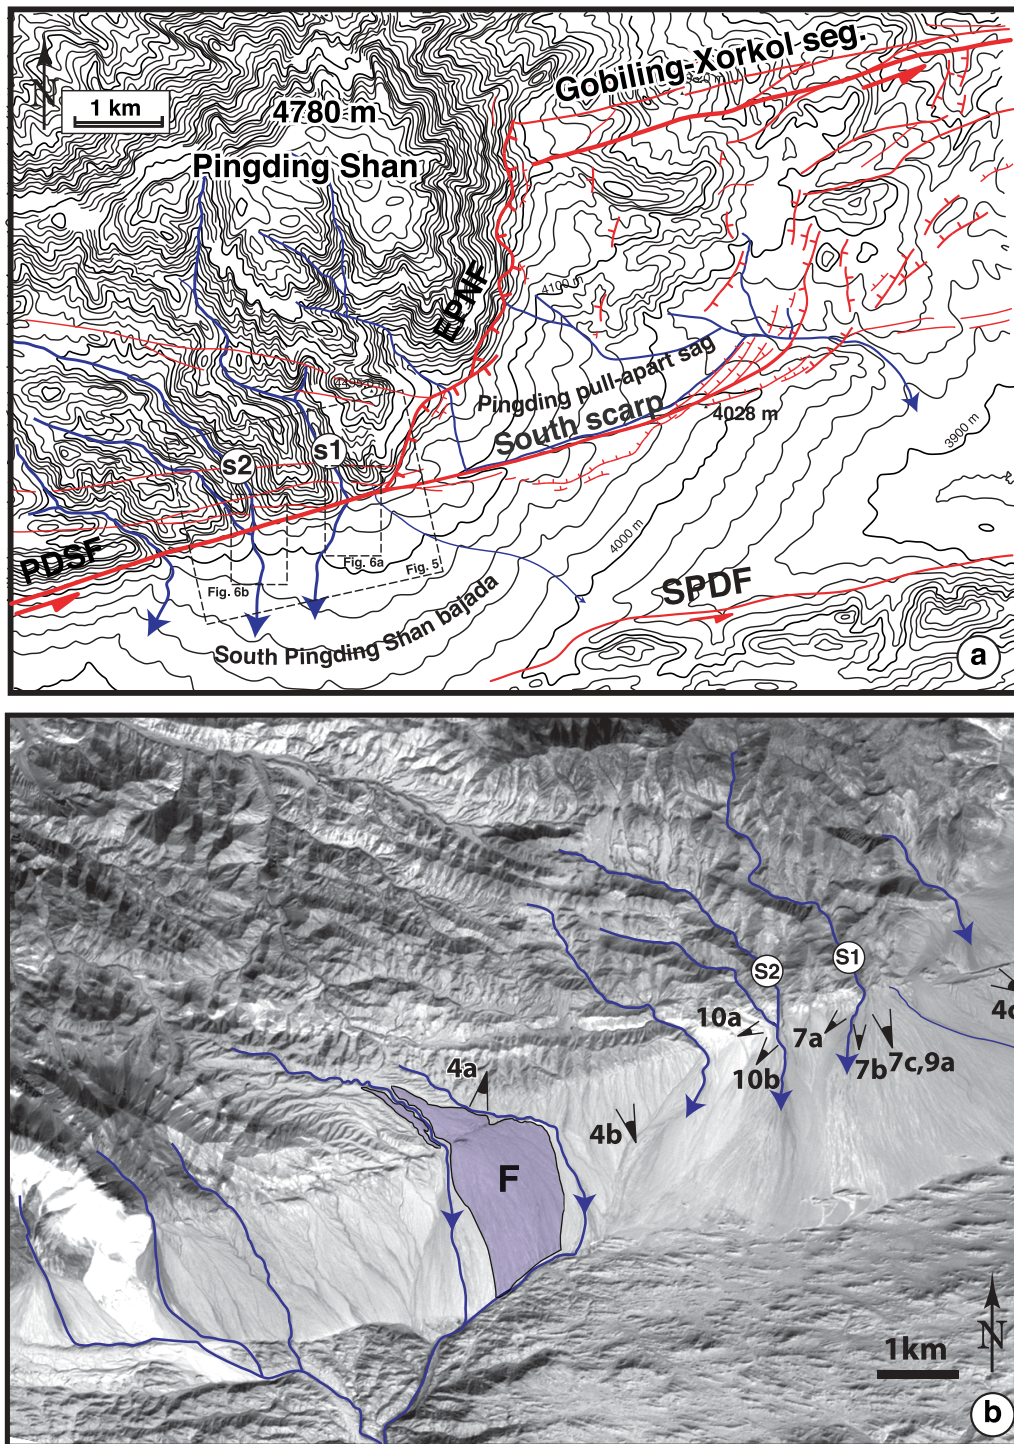 Gobiling-Xorkol seg.
N
1 km
4780 m
Pingding Shan
EPNF
4100 m
Pingding pull-apart sag
South scarp
4028 m
3900 m
s1
s2
4000 m
PDSF
Fig. 6a
Fig. 5
Fig. 6b
SPDF
South Pingding Shan bajada
a
S1
S2
4c
10a
7a
10b
7b
7c,9a
4a
4b
F
N
1km
b